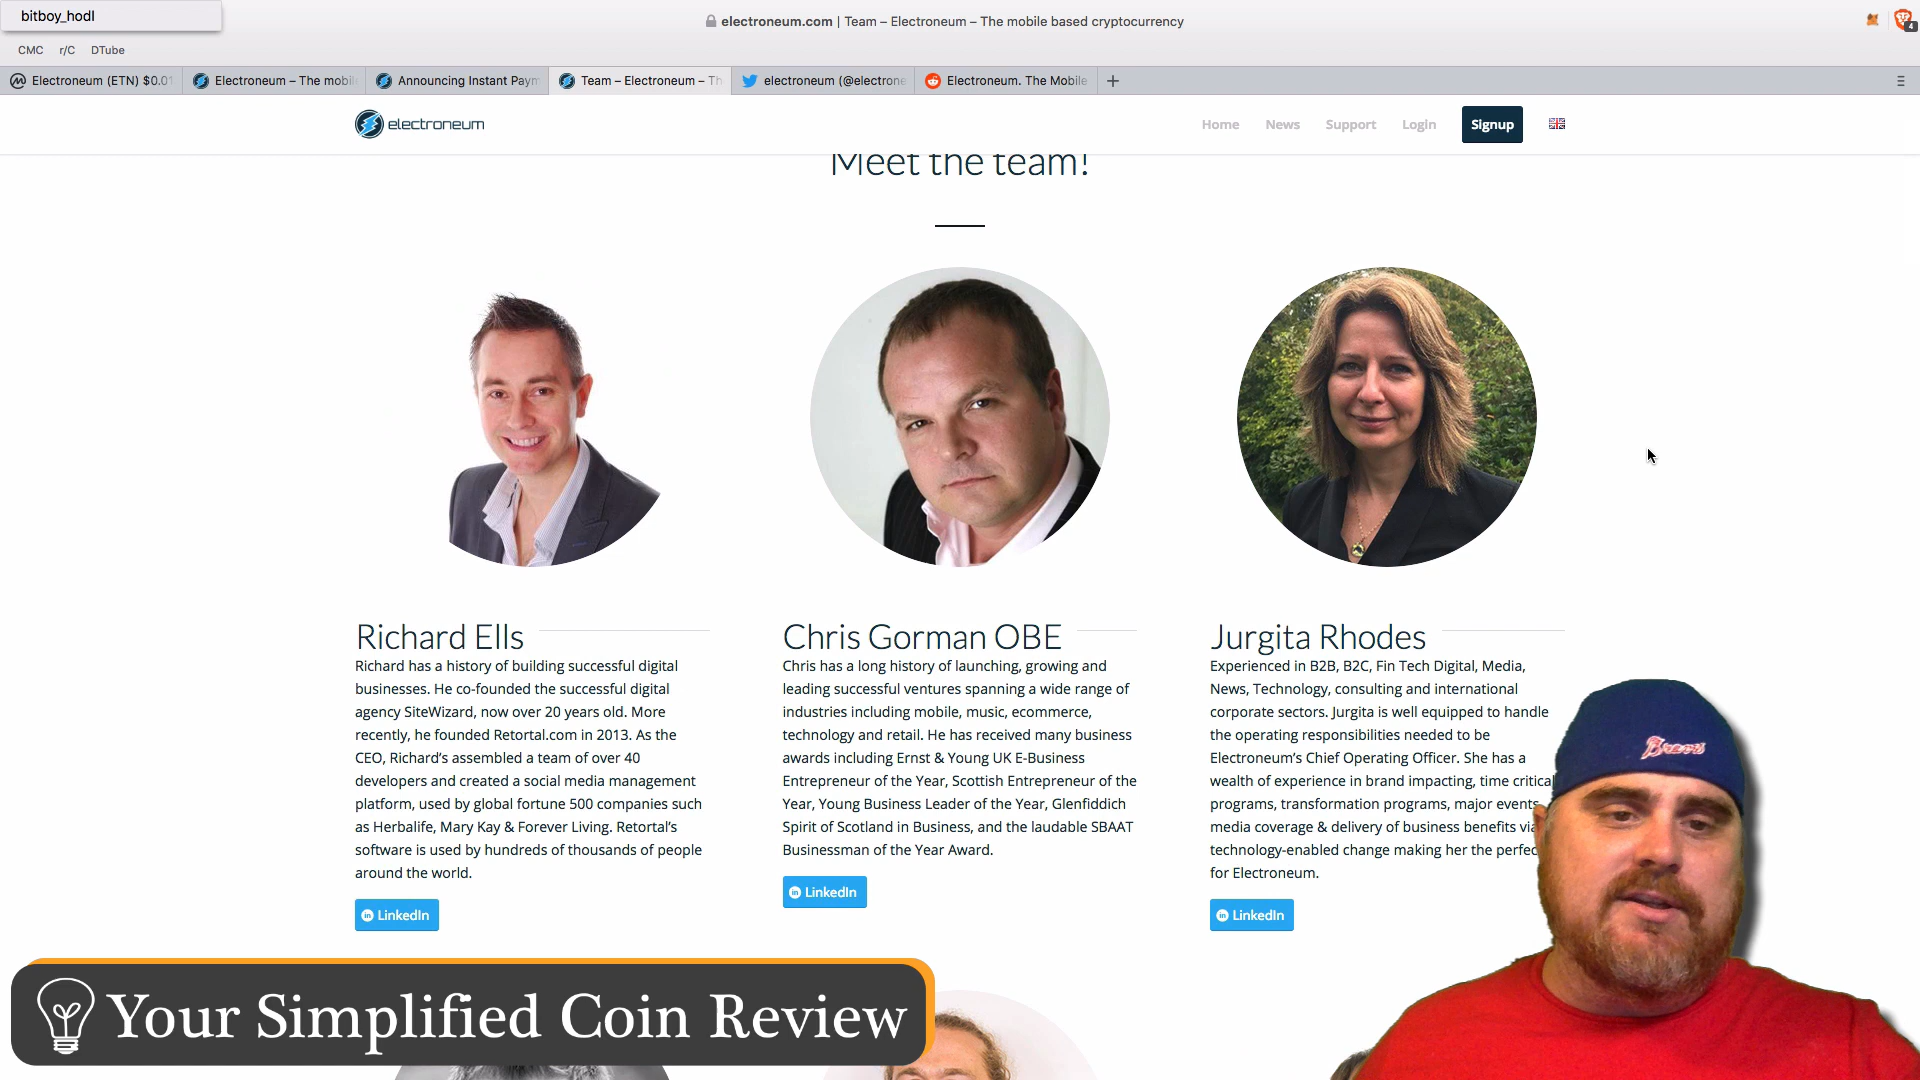 bitboy_hodl
electroneum.com | Team – Electroneum – The mobile based cryptocurrency
4
CMC r/C DTube
Electroneum (ETN) $0.01
Electroneum – The mobil
Announcing Instant Paym
Team – Electroneum – Th
electroneum (@electrone
Electroneum. The Mobile
electroneum
Home News Support Login Signup
Meet the team!
Richard Ells
Richard has a history of building successful digital
businesses. He co-founded the successful digital
agency SiteWizard, now over 20 years old. More
recently, he founded Retortal.com in 2013. As the
CEO, Richard's assembled a team of over 40
developers and created a social media management
platform, used by global fortune 500 companies such
as Herbalife, Mary Kay & Forever Living. Retortal's
software is used by hundreds of thousands of people
around the world.
LinkedIn
Chris Gorman OBE
Chris has a long history of launching, growing and
leading successful ventures spanning a wide range of
industries including mobile, music, ecommerce,
technology and retail. He has received many business
awards including Ernst & Young UK E-Business
Entrepreneur of the Year, Scottish Entrepreneur of the
Year, Young Business Leader of the Year, Glenfiddich
Spirit of Scotland in Business, and the laudable SBAAT
Businessman of the Year Award.
LinkedIn
Jurgita Rhodes
Experienced in B2B, B2C, Fin Tech Digital, Media,
News, Technology, consulting and international
corporate sectors. Jurgita is well equipped to handle
the operating responsibilities needed to be
Electroneum's Chief Operating Officer. She has a
wealth of experience in brand impacting, time critical
programs, transformation programs, major events,
media coverage & delivery of business benefits via
technology-enabled change making her the perfec
for Electroneum.
LinkedIn
Braves
Your Simplified Coin Review